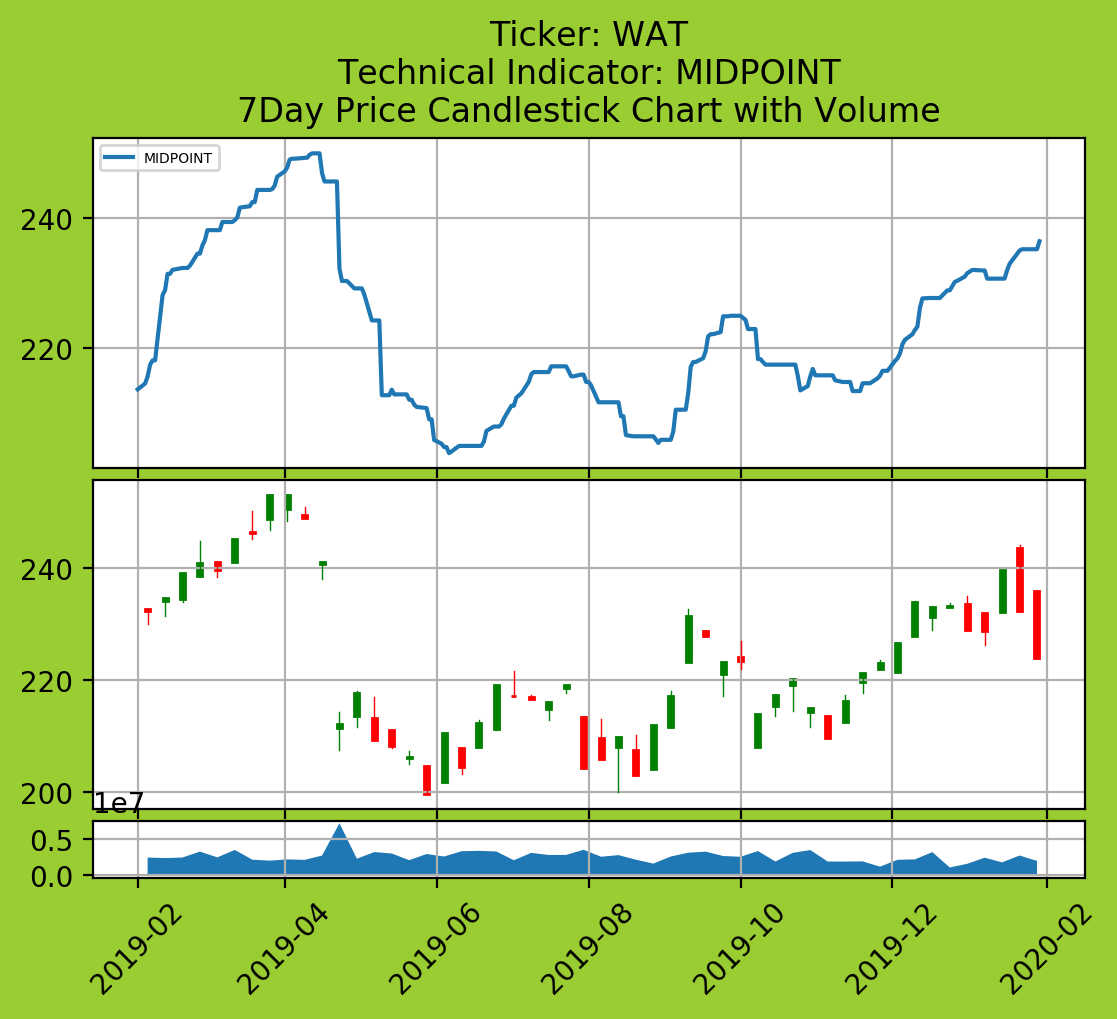 Ticker: WAT
Technical Indicator: MIDPOINT
7Day Price Candlestick Chart with Volume
MIDPOINT
240
220
240
220
200
1e7
0.5
0.0
2019-02
2019-04
2019-06
2019-08
2019-10
2019-12
2020-02